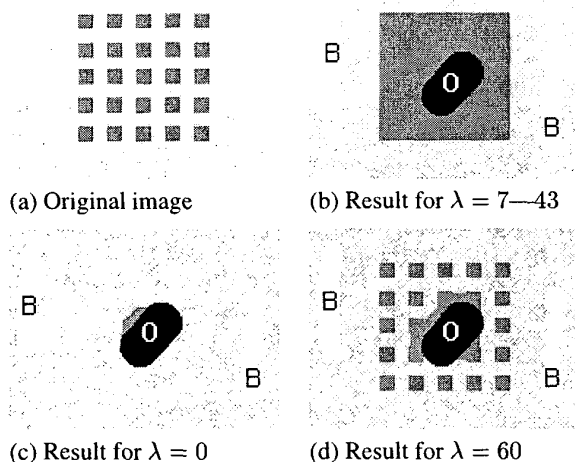 B
O
B
(a) Original image
(b) Result for λ = 7—43
B
O
B
B
O
B
(c) Result for λ = 0
(d) Result for λ = 60